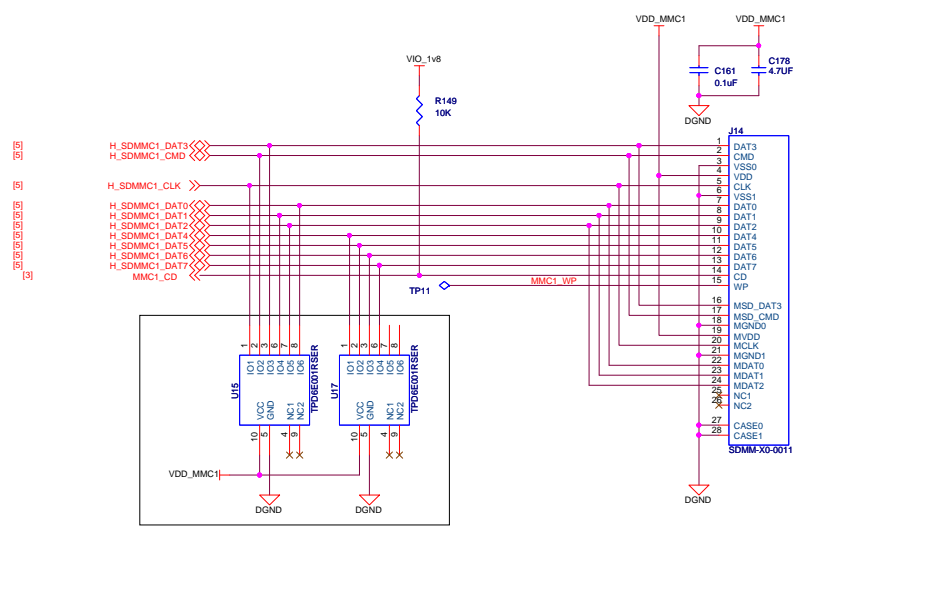 VDD_MMC1 VDD_MMC1
C161 0.1uF
C178 4.7UF
DGND
VIO_1v8
R149
10K
J14
[5] H_SDMMC1_DAT3 1 DAT3
[5] H_SDMMC1_CMD 2 CMD
3 VSS0
4 VDD
[5] H_SDMMC1_CLK 5 CLK
6 VSS1
[5] H_SDMMC1_DAT0 7 DAT0
[5] H_SDMMC1_DAT1 8 DAT1
[5] H_SDMMC1_DAT2 9 DAT2
[5] H_SDMMC1_DAT4 10 DAT4
[5] H_SDMMC1_DAT5 11 DAT5
[5] H_SDMMC1_DAT6 12 DAT6
[5] H_SDMMC1_DAT7 13 DAT7
[3] MMC1_CD 14 CD
TP11 MMC1_WP 15 WP
16 MSD_DAT3
17 MSD_CMD
18 MGND0
19 MVDD
20 MCLK
21 MGND1
22 MDAT0
23 MDAT1
24 MDAT2
25 NC1
26 NC2
27 CASE0
28 CASE1
SDMM-X0-0011
DGND
1 2 3 6 7 8
IO1 IO2 IO3 IO4 IO5 IO6
U15
TPD6E001RSER
VCC GND NC1 NC2
10 5 4 9
1 2 3 6 7 8
IO1 IO2 IO3 IO4 IO5 IO6
U17
TPD6E001RSER
VCC GND NC1 NC2
10 5 4 9
VDD_MMC1
DGND DGND